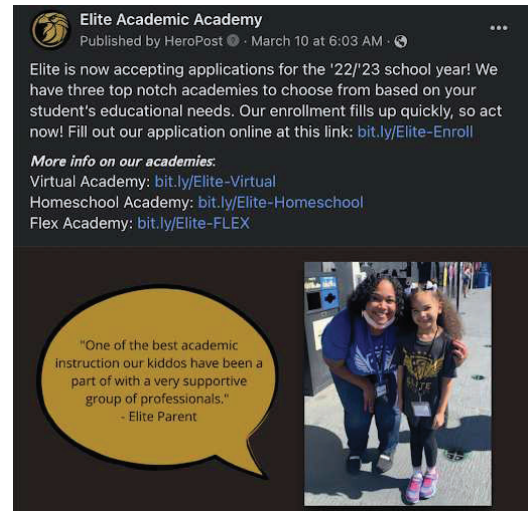 Elite Academic Academy
Published by HeroPost · March 10 at 6:03 AM ·
Elite is now accepting applications for the '22/'23 school year! We
have three top notch academies to choose from based on your
student's educational needs. Our enrollment fills up quickly, so act
now! Fill out our application online at this link: bit.ly/Elite-Enroll
More info on our academies:
Virtual Academy: bit.ly/Elite-Virtual
Homeschool Academy: bit.ly/Elite-Homeschool
Flex Academy: bit.ly/Elite-FLEX
"One of the best academic
instruction our kiddos have been a
part of with a very supportive
group of professionals."
- Elite Parent
ELITE